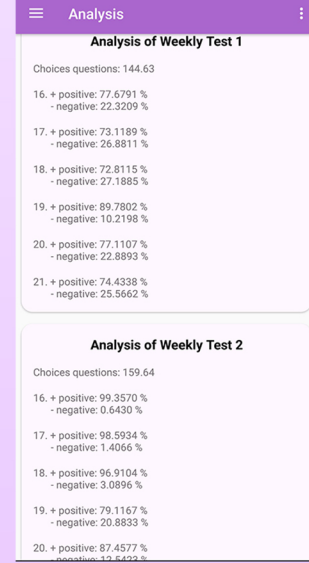 Analysis
Analysis of Weekly Test 1
Choices questions: 144.63
16. + positive: 77.6791 %
- negative: 22.3209 %
17. + positive: 73.1189 %
- negative: 26.8811 %
18. + positive: 72.8115 %
- negative: 27.1885 %
19. + positive: 89.7802 %
- negative: 10.2198 %
20. + positive: 77.1107 %
- negative: 22.8893 %
21. + positive: 74.4338 %
- negative: 25.5662 %
Analysis of Weekly Test 2
Choices questions: 159.64
16. + positive: 99.3570 %
- negative: 0.6430 %
17. + positive: 98.5934 %
- negative: 1.4066 %
18. + positive: 96.9104 %
- negative: 3.0896 %
19. + positive: 79.1167 %
- negative: 20.8833 %
20. + positive: 87.4577 %
- negative: 12.5423 %